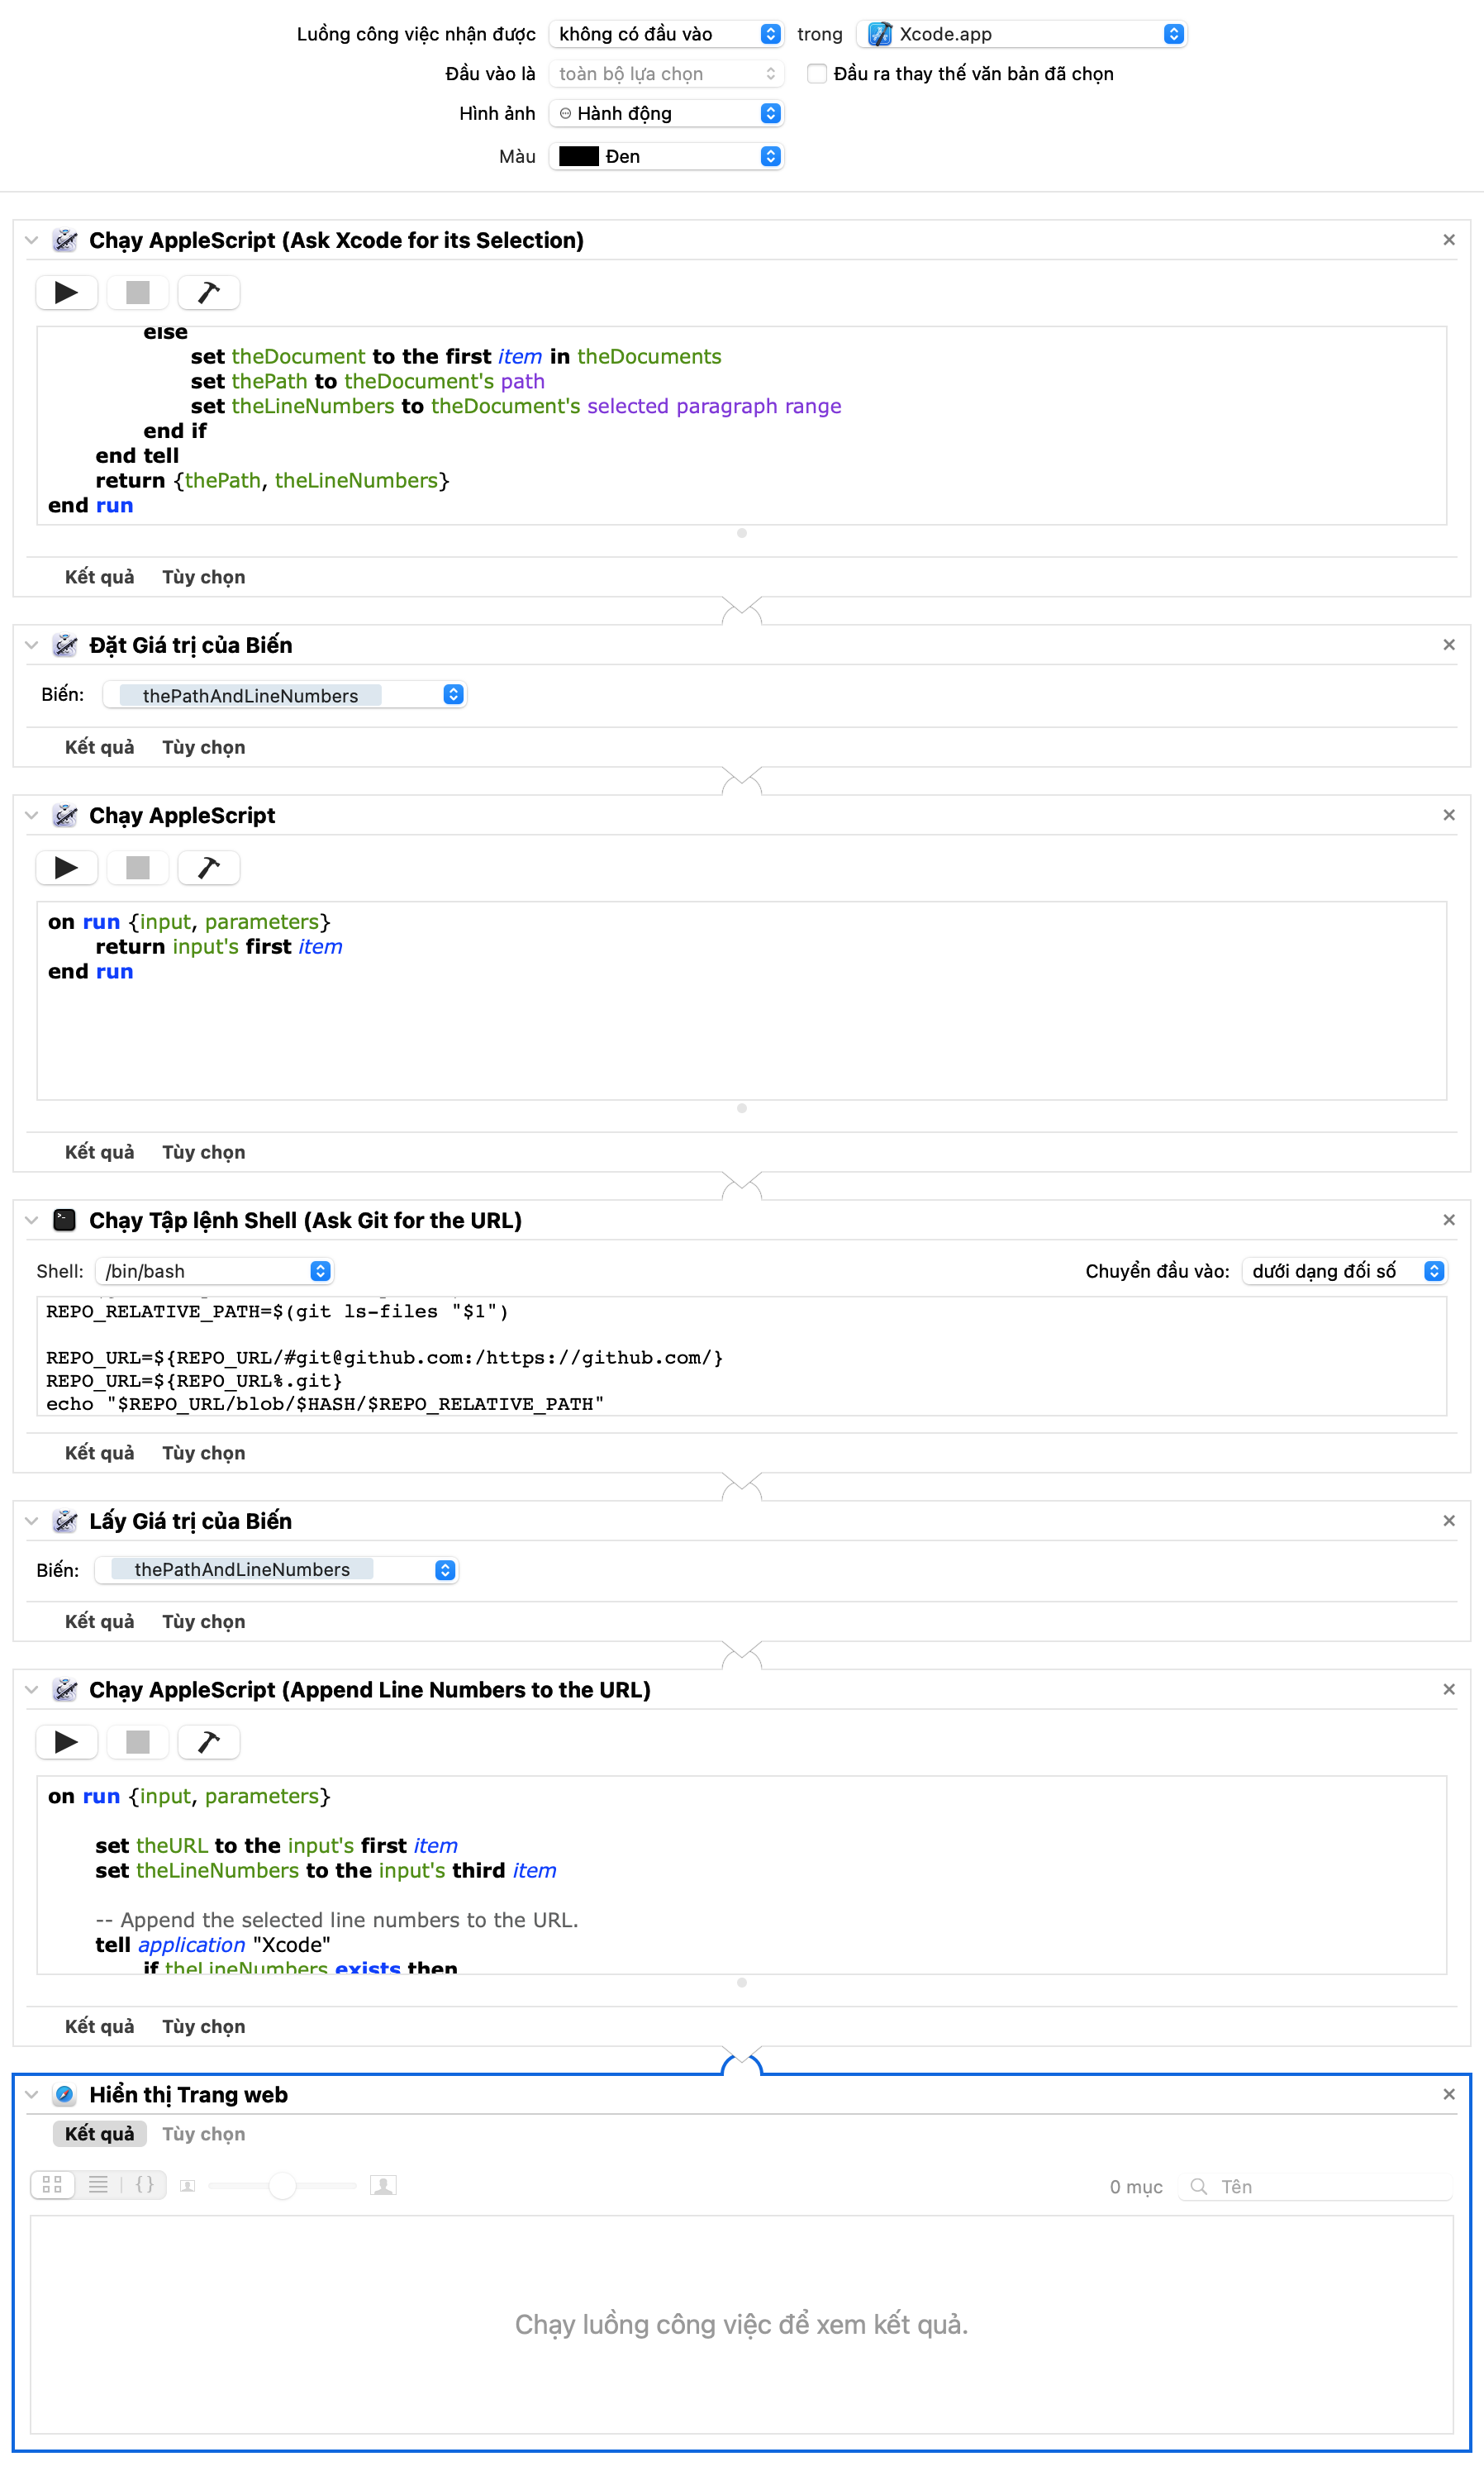 Luồng công việc nhận được không có đầu vào trong Xcode.app
Đầu vào là toàn bộ lựa chọn Đầu ra thay thế văn bản đã chọn
Hình ảnh Hành động
Màu Đen
Chạy AppleScript (Ask Xcode for its Selection)
else
set theDocument to the first item in theDocuments
set thePath to theDocument's path
set theLineNumbers to theDocument's selected paragraph range
end if
end tell
return {thePath, theLineNumbers}
end run
Kết quả Tùy chọn
Đặt Giá trị của Biến
Biến: thePathAndLineNumbers
Kết quả Tùy chọn
Chạy AppleScript
on run {input, parameters}
return input's first item
end run
Kết quả Tùy chọn
Chạy Tập lệnh Shell (Ask Git for the URL)
Shell: /bin/bash Chuyển đầu vào: dưới dạng đối số
REPO_RELATIVE_PATH=$(git ls-files "$1")
REPO_URL=${REPO_URL/#git@github.com:/https://github.com/}
REPO_URL=${REPO_URL%.git}
echo "$REPO_URL/blob/$HASH/$REPO_RELATIVE_PATH"
Kết quả Tùy chọn
Lấy Giá trị của Biến
Biến: thePathAndLineNumbers
Kết quả Tùy chọn
Chạy AppleScript (Append Line Numbers to the URL)
on run {input, parameters}
set theURL to the input's first item
set theLineNumbers to the input's third item
-- Append the selected line numbers to the URL.
tell application "Xcode"
if theLineNumbers exists then
Kết quả Tùy chọn
Hiển thị Trang web
Kết quả Tùy chọn
0 mục Tên
Chạy luồng công việc để xem kết quả.